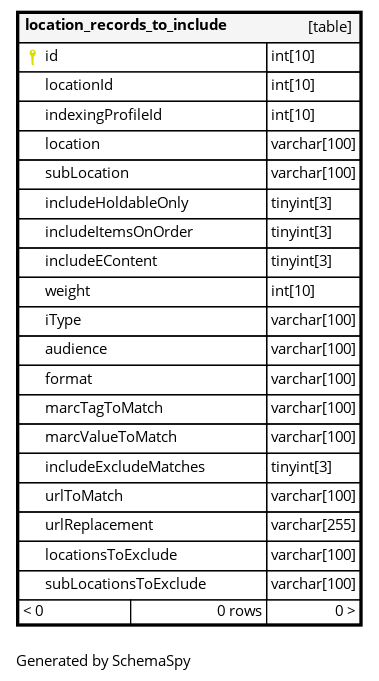 location_records_to_include [table]
id int[10]
locationId int[10]
indexingProfileId int[10]
location varchar[100]
subLocation varchar[100]
includeHoldableOnly tinyint[3]
includeItemsOnOrder tinyint[3]
includeEContent tinyint[3]
weight int[10]
iType varchar[100]
audience varchar[100]
format varchar[100]
marcTagToMatch varchar[100]
marcValueToMatch varchar[100]
includeExcludeMatches tinyint[3]
urlToMatch varchar[100]
urlReplacement varchar[255]
locationsToExclude varchar[100]
subLocationsToExclude varchar[100]
< 0 0 rows 0 >
Generated by SchemaSpy